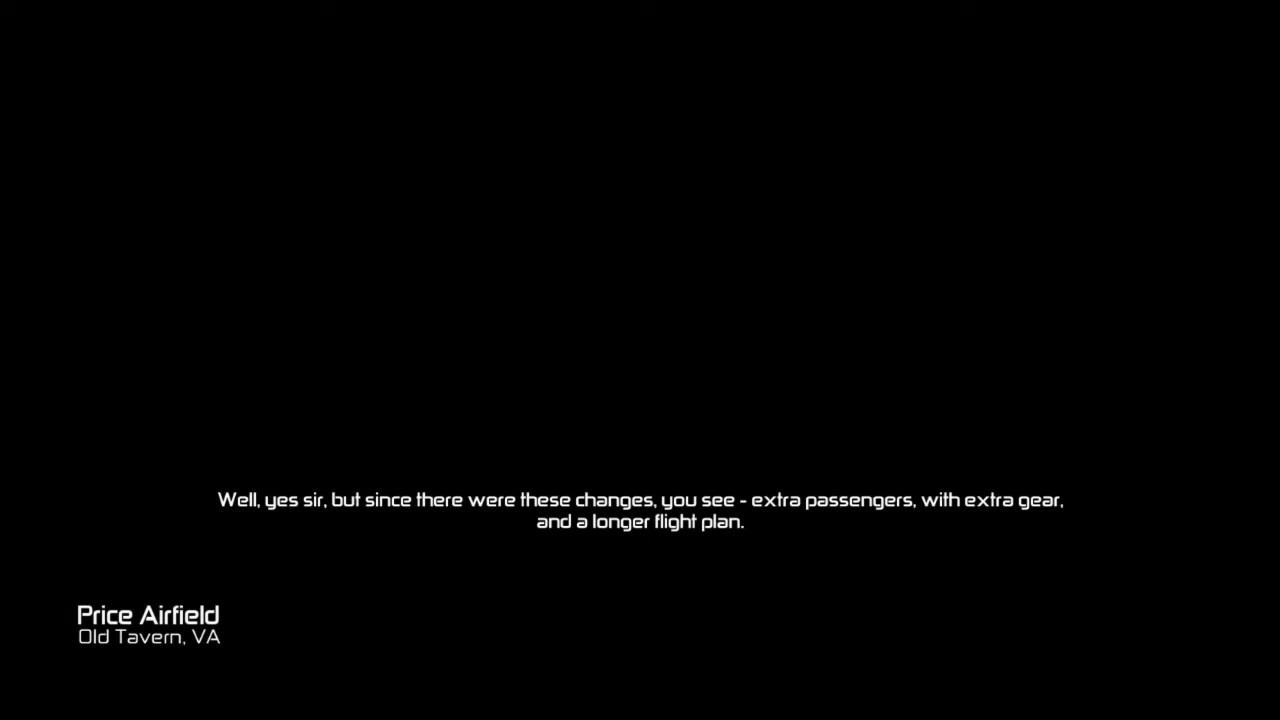 Well, yes sir, but since there were these changes, you see - extra passengers, with extra gear,
and a longer flight plan.
Price Airfield
Old Tavern, VA